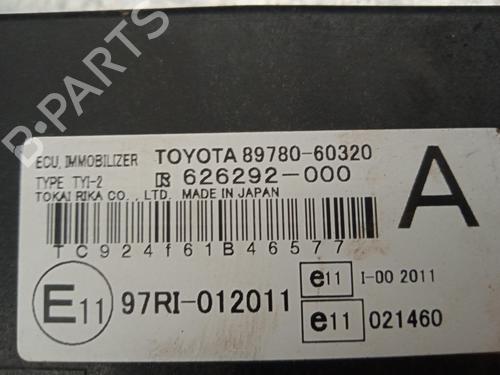 B-PARTS
ECU, IMMOBILIZER TOYOTA 89780-60320
TYPE TYI-2 626292-000
TOKAI RIKA CO., LTD. MADE IN JAPAN
A
TC924f61B46577
E11 97RI-012011
e11 I-00 2011
e11 021460